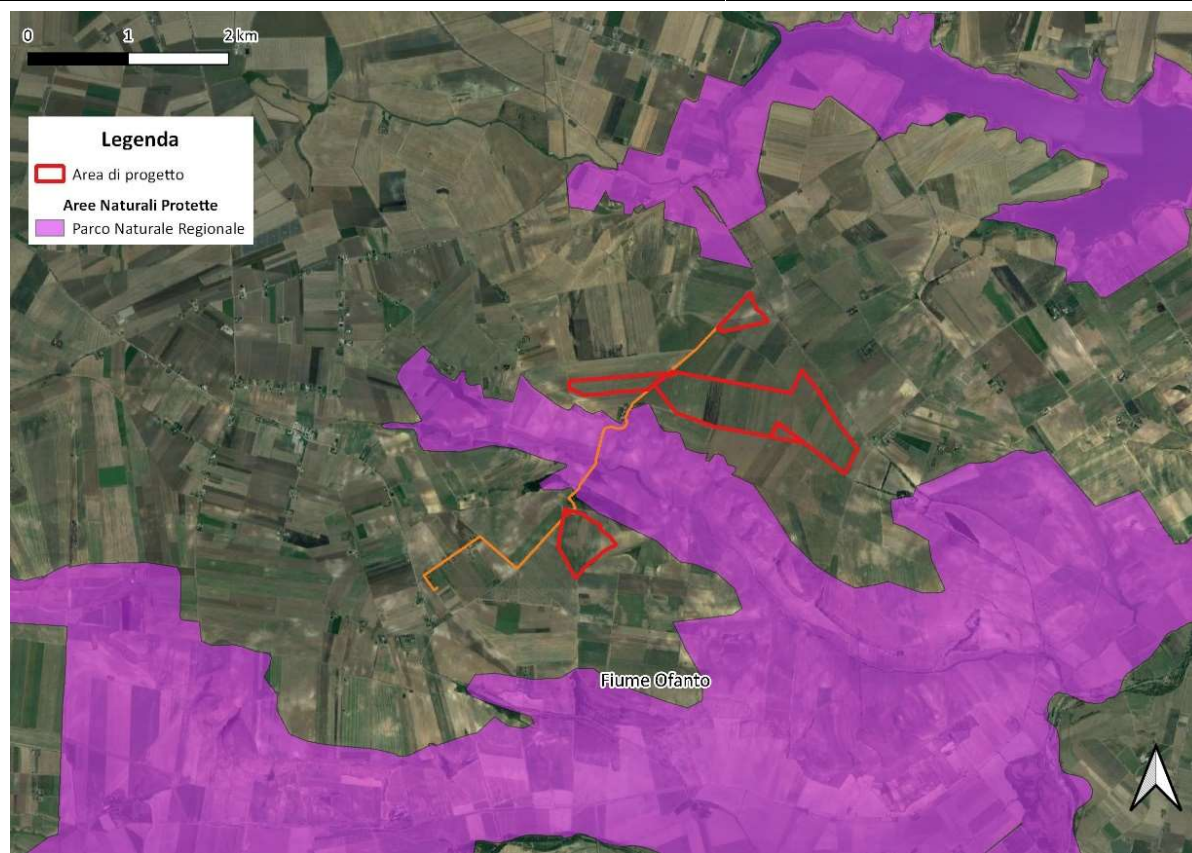 0 1 2 km
Legenda
Area di progetto
Aree Naturali Protette
Parco Naturale Regionale
Fiume Ofanto